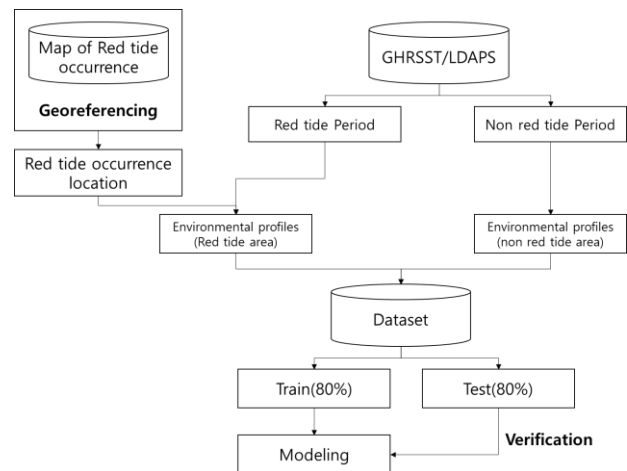 Map of Red tide
occurrence
Georeferencing
GHRSST/LDAPS
Red tide Period
Non red tide Period
Red tide occurrence
location
Environmental profiles
(Red tide area)
Environmental profiles
(non red tide area)
Dataset
Train(80%)
Test(80%)
Verification
Modeling